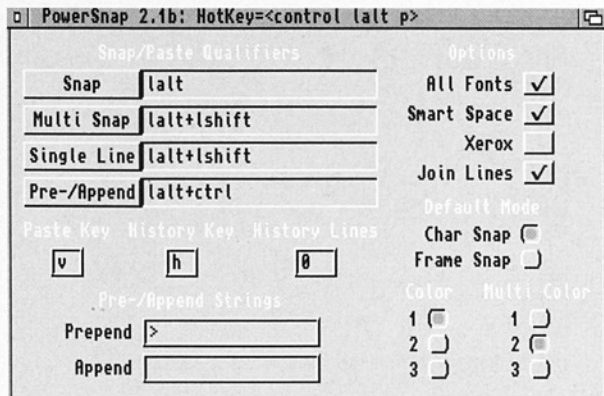 PowerSnap 2.1b: HotKey=<control lalt p>
Snap/Paste Qualifiers
Snap lalt
Multi Snap lalt+lshift
Single Line lalt+lshift
Pre-/Append lalt+ctrl
Paste Key History Key History Lines
v h 0
Pre-/Append Strings
Prepend >
Append
Options
All Fonts
Smart Space
Xerox
Join Lines
Default Mode
Char Snap
Frame Snap
Color Multi Color
1 1
2 2
3 3